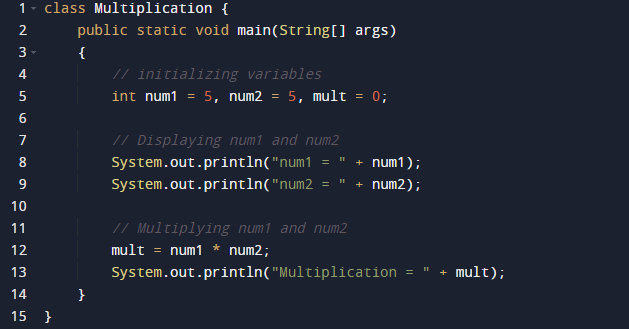 1 class Multiplication {
2 public static void main(String[] args)
3 {
4 // initializing variables
5 int num1 = 5, num2 = 5, mult = 0;
6
7 // Displaying num1 and num2
8 System.out.println("num1 = " + num1);
9 System.out.println("num2 = " + num2);
10
11 // Multiplying num1 and num2
12 mult = num1 * num2;
13 System.out.println("Multiplication = " + mult);
14 }
15 }